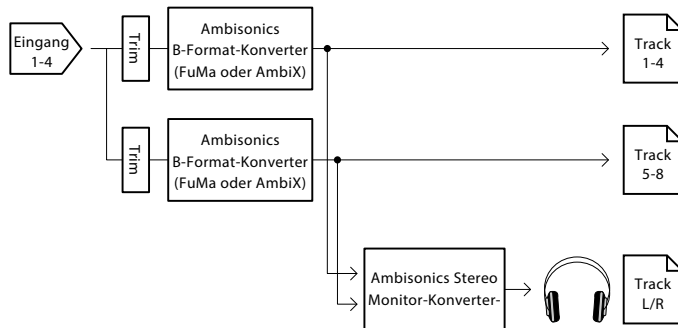 Eingang
1-4
Trim
Ambisonics
B-Format-Konverter
(FuMa oder AmbiX)
Track
1-4
Trim
Ambisonics
B-Format-Konverter
(FuMa oder AmbiX)
Track
5-8
Ambisonics Stereo
Monitor-Konverter-
Track
L/R